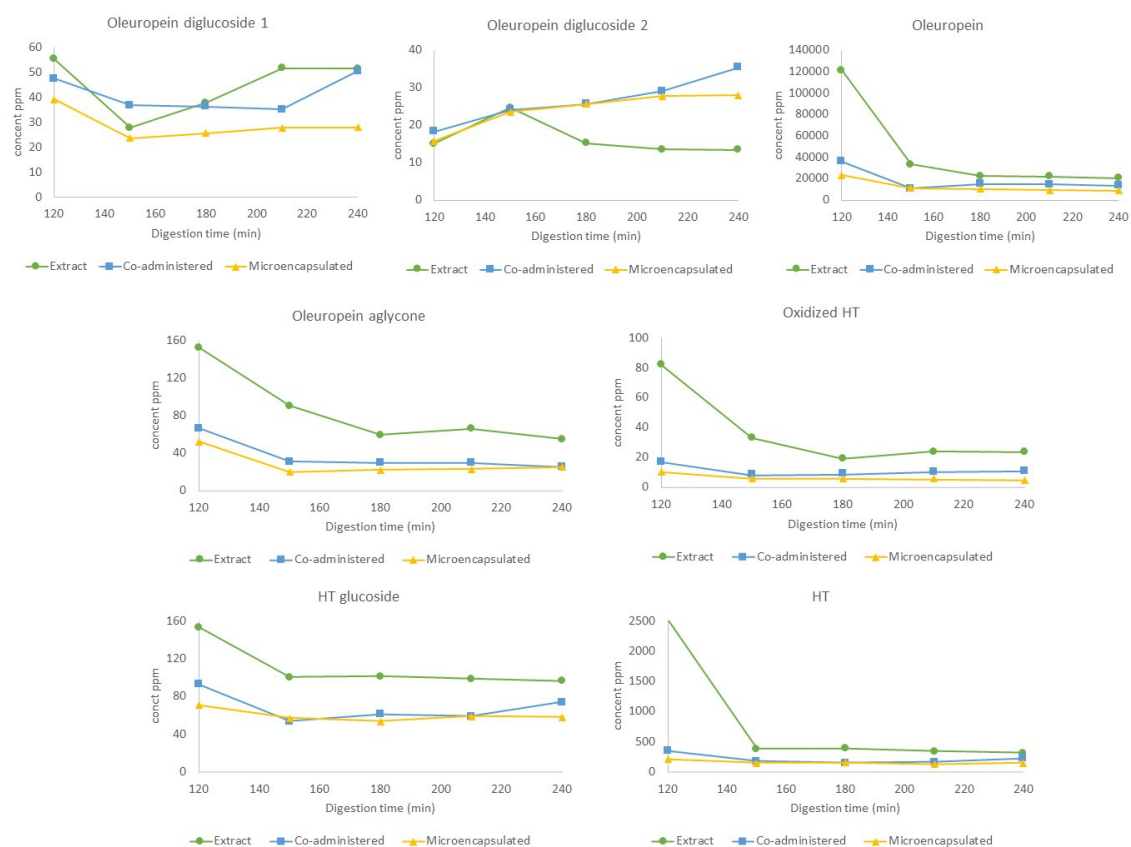 Oleuropein diglucoside 1
60
50
40
30
20
10
0
concent ppm
120 140 160 180 200 220 240
Digestion time (min)
Extract Co-administered Microencapsulated
Oleuropein diglucoside 2
40
30
20
10
0
concent ppm
120 140 160 180 200 220 240
Digestion time (min)
Extract Co-administered Microencapsulated
Oleuropein
140000
120000
100000
80000
60000
40000
20000
0
concent ppm
120 140 160 180 200 220 240
Digestion time (min)
Extract Co-administered Microencapsulated
Oleuropein aglycone
160
120
80
40
0
concent ppm
120 140 160 180 200 220 240
Digestion time (min)
Extract Co-administered Microencapsulated
Oxidized HT
100
80
60
40
20
0
concent ppm
120 140 160 180 200 220 240
Digestion time (min)
Extract Co-administered Microencapsulated
HT glucoside
160
120
80
40
0
conct ppm
120 140 160 180 200 220 240
Digestion time (min)
Extract Co-administered Microencapsulated
HT
2500
2000
1500
1000
500
0
concent ppm
120 140 160 180 200 220 240
Digestion time (min)
Extract Co-administered Microencapsulated